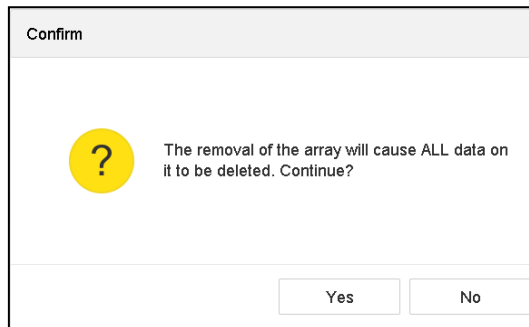 Confirm
?
The removal of the array will cause ALL data on
it to be deleted. Continue?
Yes
No